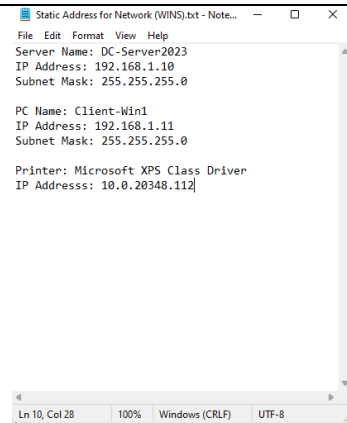 Static Address for Network (WINS).txt - Note...
File Edit Format View Help
Server Name: DC-Server2023
IP Address: 192.168.1.10
Subnet Mask: 255.255.255.0
PC Name: Client-Win1
IP Address: 192.168.1.11
Subnet Mask: 255.255.255.0
Printer: Microsoft XPS Class Driver
IP Addresss: 10.0.20348.112
Ln 10, Col 28 100% Windows (CRLF) UTF-8